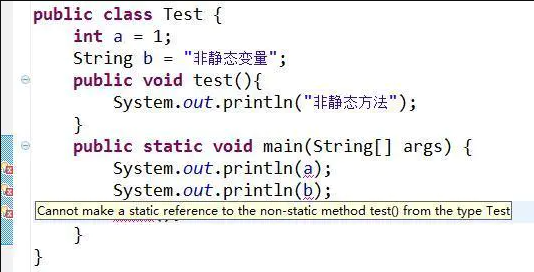 public class Test {
int a = 1;
String b = "非静态变量";
public void test(){
System.out.println("非静态方法");
}
public static void main(String[] args) {
System.out.println(a);
System.out.println(b);
Cannot make a static reference to the non-static method test() from the type Test
}
}